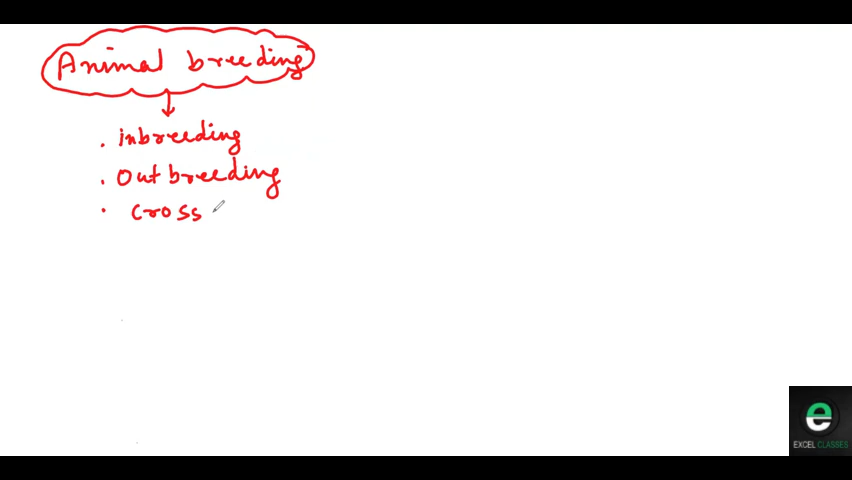 Animal breeding
. inbreeding
. Out breeding
. cross
e
EXCEL CLASSES